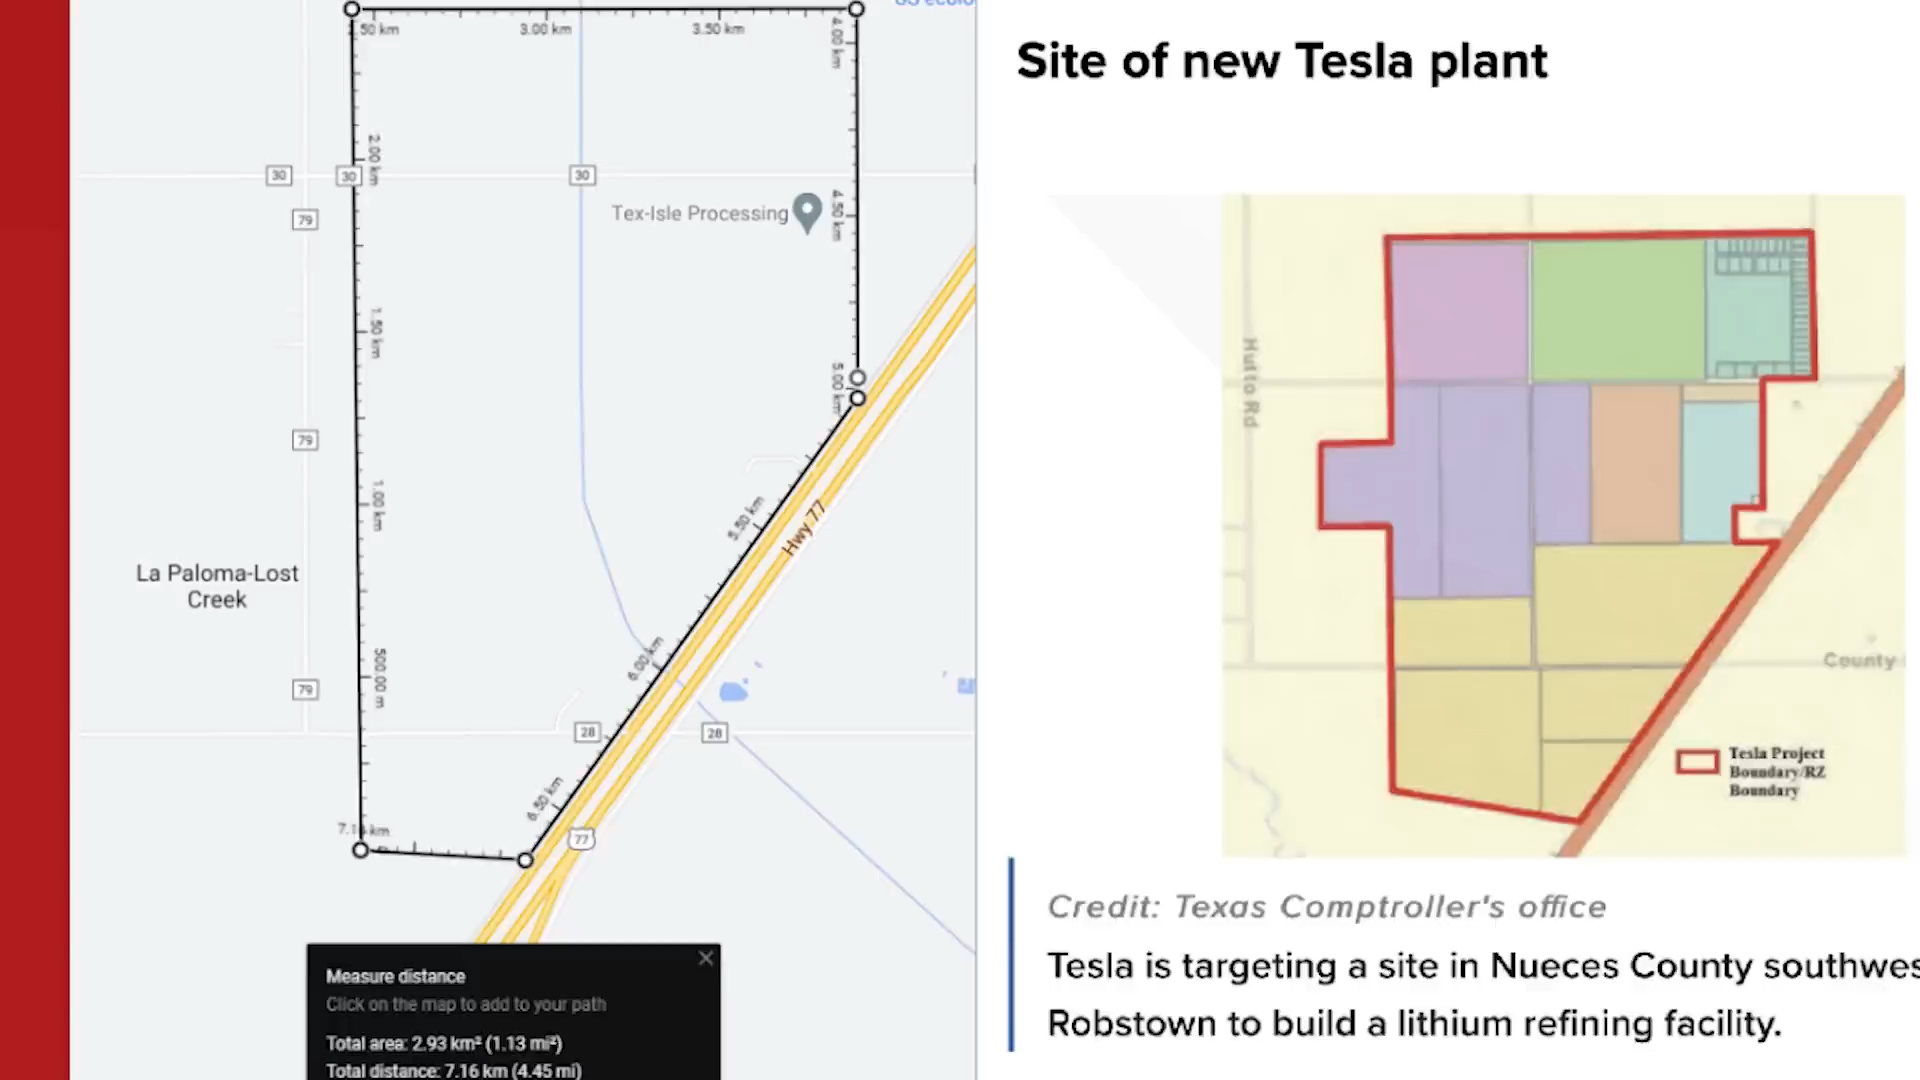 2.50 km
3.00 km
3.50 km
4.00 km
2.00 km
30
30
30
79
Tex-Isle Processing
4.50 km
1.50 km
5.00 km
79
1.00 km
5.50 km
Hwy 77
La Paloma-Lost
Creek
6.00 km
500.00 m
79
28
28
6.50 km
77
km
Measure distance
Click on the map to add to your path
Total area: 2.93 km² (1.13 mi²)
Total distance: 7.16 km (4.45 mi)
Site of new Tesla plant
Hutto Rd
County
Tesla Project
Boundary/RZ
Boundary
Credit: Texas Comptroller's office
Tesla is targeting a site in Nueces County southwes
Robstown to build a lithium refining facility.